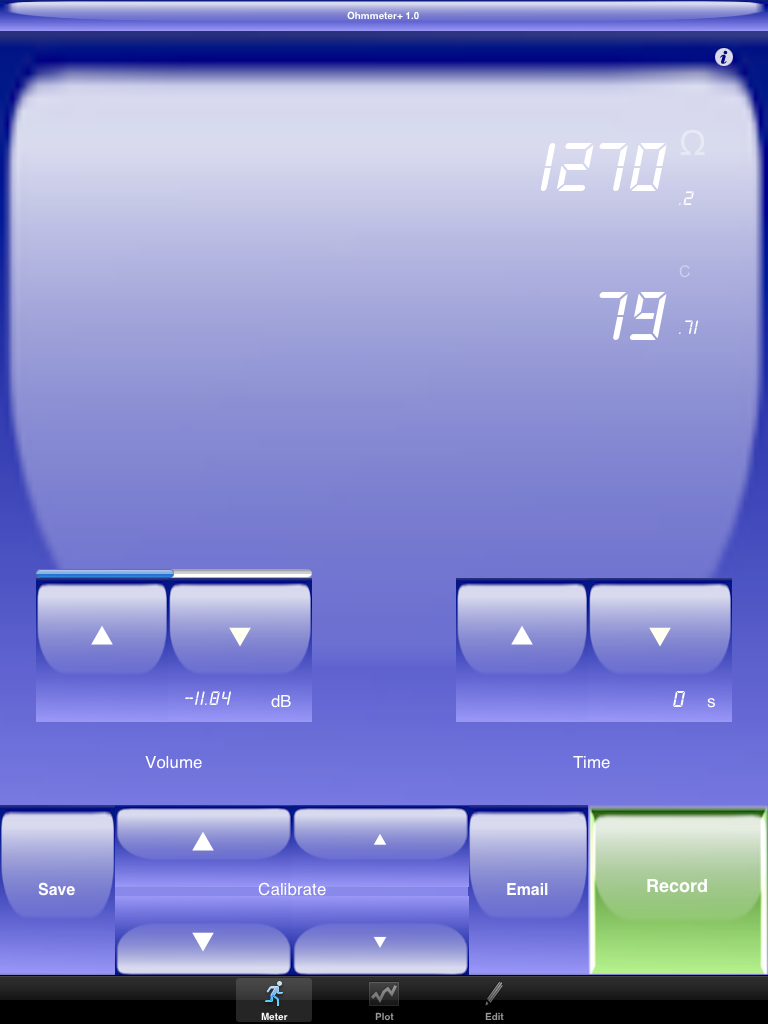 Ohmmeter+ 1.0
i
1270 Ω
.2
C
79 .71
-11.84 dB
0 s
Volume
Time
Save
Calibrate
Email
Record
Meter
Plot
Edit